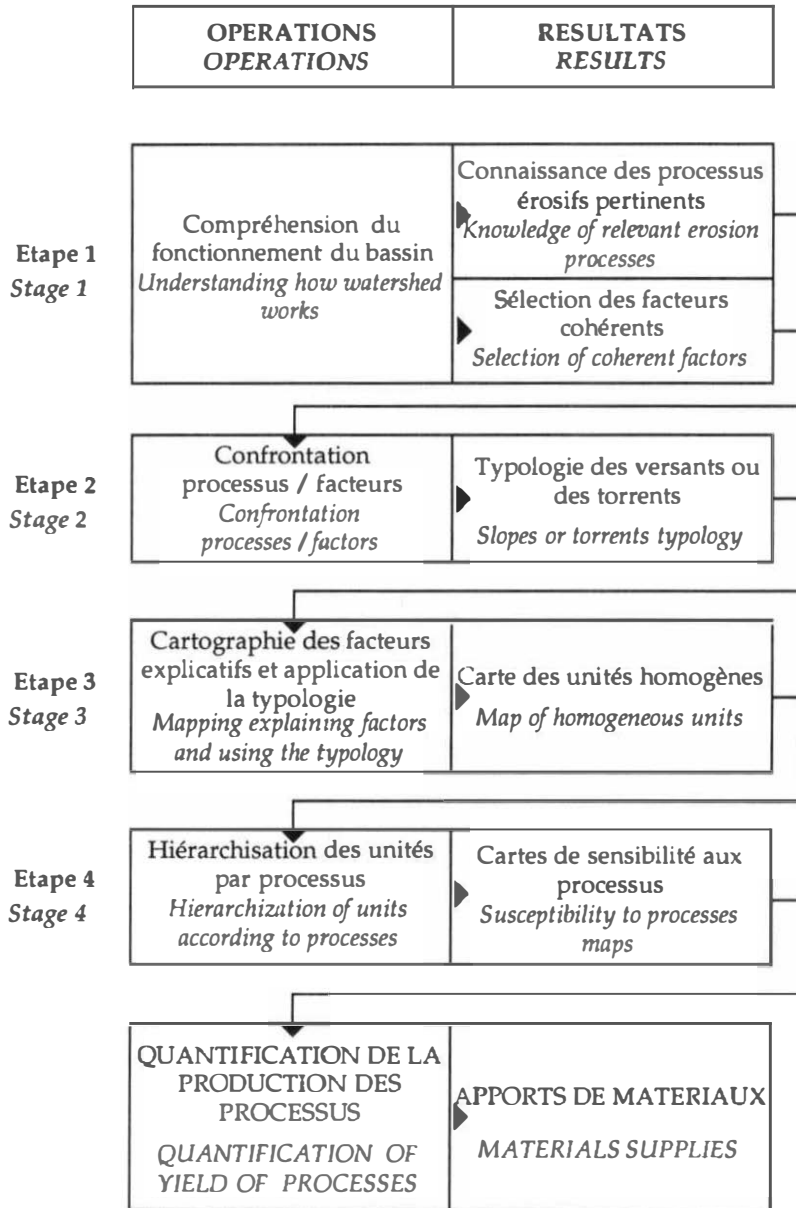 OPERATIONS
OPERATIONS
RESULTATS
RESULTS
Etape 1
Stage 1
Compréhension du
fonctionnement du bassin
Understanding how watershed
works
Connaissance des processus
érosifs pertinents
Knowledge of relevant erosion
processes
Sélection des facteurs
cohérents
Selection of coherent factors
Etape 2
Stage 2
Confrontation
processus / facteurs
Confrontation
processes / factors
Typologie des versants ou
des torrents
Slopes or torrents typology
Etape 3
Stage 3
Cartographie des facteurs
explicatifs et application de
la typologie
Mapping explaining factors
and using the typology
Carte des unités homogènes
Map of homogeneous units
Etape 4
Stage 4
Hiérarchisation des unités
par processus
Hierarchization of units
according to processes
Cartes de sensibilité aux
processus
Susceptibility to processes
maps
QUANTIFICATION DE LA
PRODUCTION DES
PROCESSUS
QUANTIFICATION OF
YIELD OF PROCESSES
APPORTS DE MATERIAUX
MATERIALS SUPPLIES